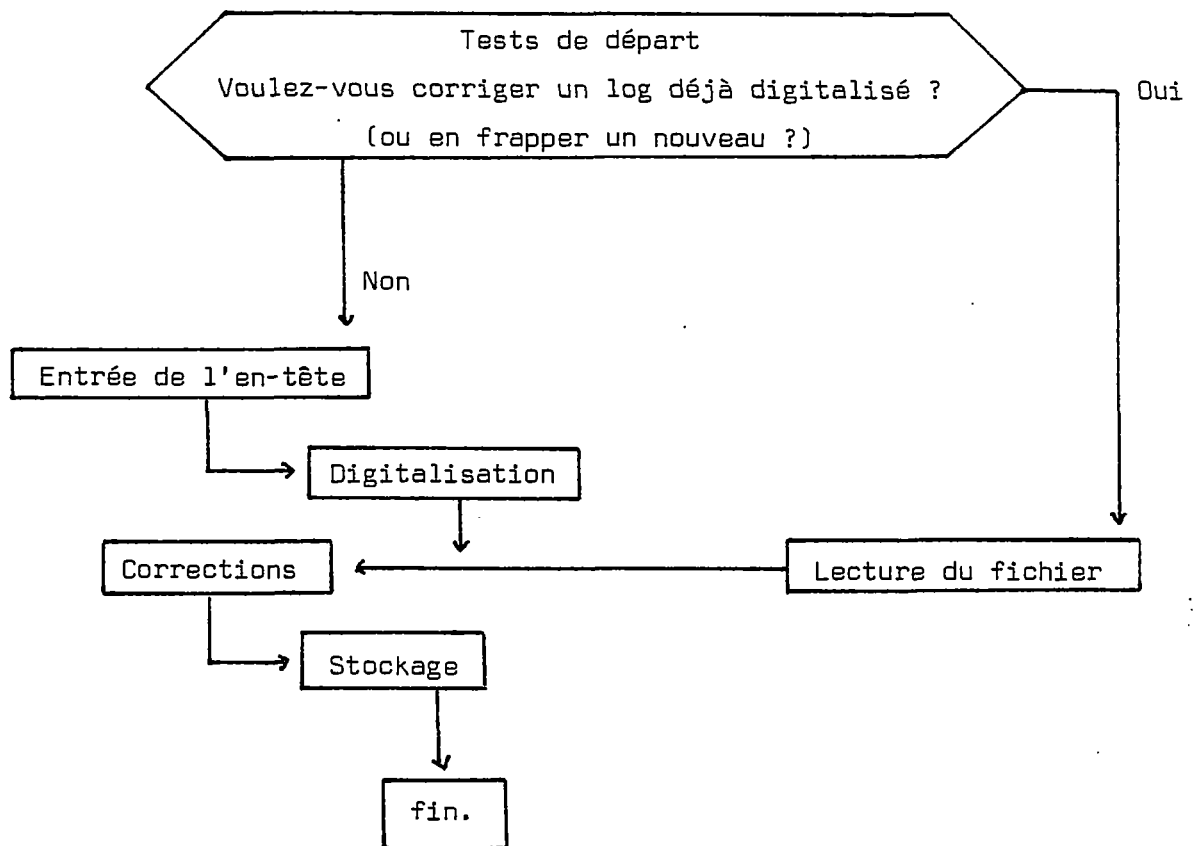 Tests de départ
Voulez-vous corriger un log déjà digitalisé ?
(ou en frapper un nouveau ?)
Oui
Non
Entrée de l'en-tête
Digitalisation
Corrections
Lecture du fichier
Stockage
fin.